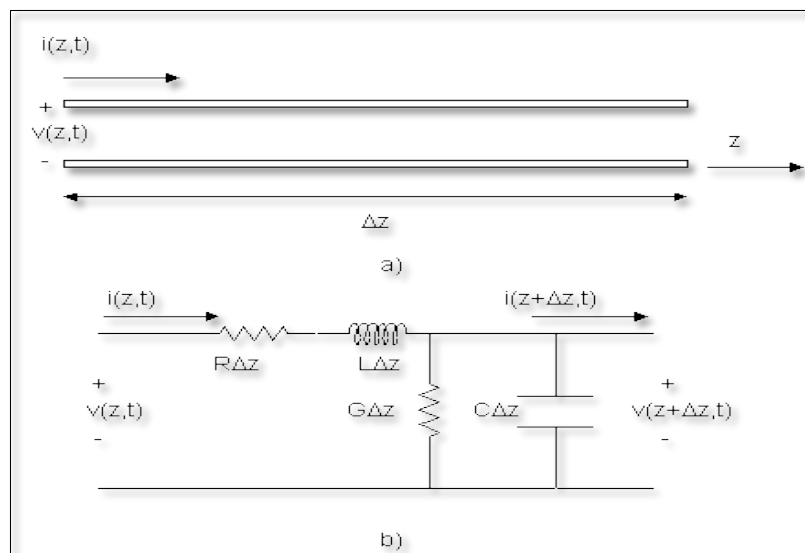 i(z,t)
+
v(z,t)
-
z
Δz
a)
i(z,t)
i(z+Δz,t)
RΔz
LΔz
+
v(z,t)
-
GΔz
CΔz
+
v(z+Δz,t)
-
b)